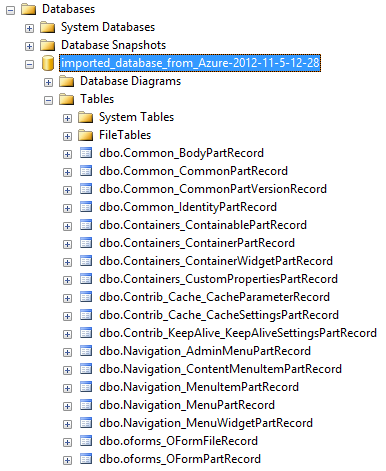 Databases
System Databases
Database Snapshots
imported_database_from_Azure-2012-11-5-12-28
Database Diagrams
Tables
System Tables
FileTables
dbo.Common_BodyPartRecord
dbo.Common_CommonPartRecord
dbo.Common_CommonPartVersionRecord
dbo.Common_IdentityPartRecord
dbo.Containers_ContainablePartRecord
dbo.Containers_ContainerPartRecord
dbo.Containers_ContainerWidgetPartRecord
dbo.Containers_CustomPropertiesPartRecord
dbo.Contrib_Cache_CacheParameterRecord
dbo.Contrib_Cache_CacheSettingsPartRecord
dbo.Contrib_KeepAlive_KeepAliveSettingsPartRecord
dbo.Navigation_AdminMenuPartRecord
dbo.Navigation_ContentMenuItemPartRecord
dbo.Navigation_MenuItemPartRecord
dbo.Navigation_MenuPartRecord
dbo.Navigation_MenuWidgetPartRecord
dbo.oforms_OFormFileRecord
dbo.oforms_OFormPartRecord